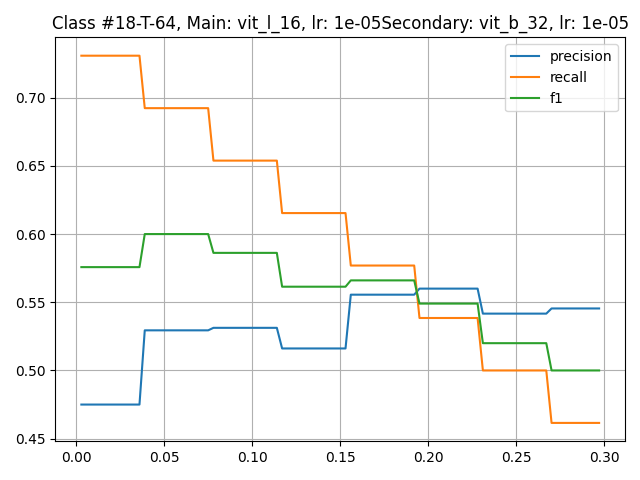 Class #18-T-64, Main: vit_l_16, lr: 1e-05Secondary: vit_b_32, lr: 1e-05
precision
recall
f1
0.70
0.65
0.60
0.55
0.50
0.45
0.00 0.05 0.10 0.15 0.20 0.25 0.30